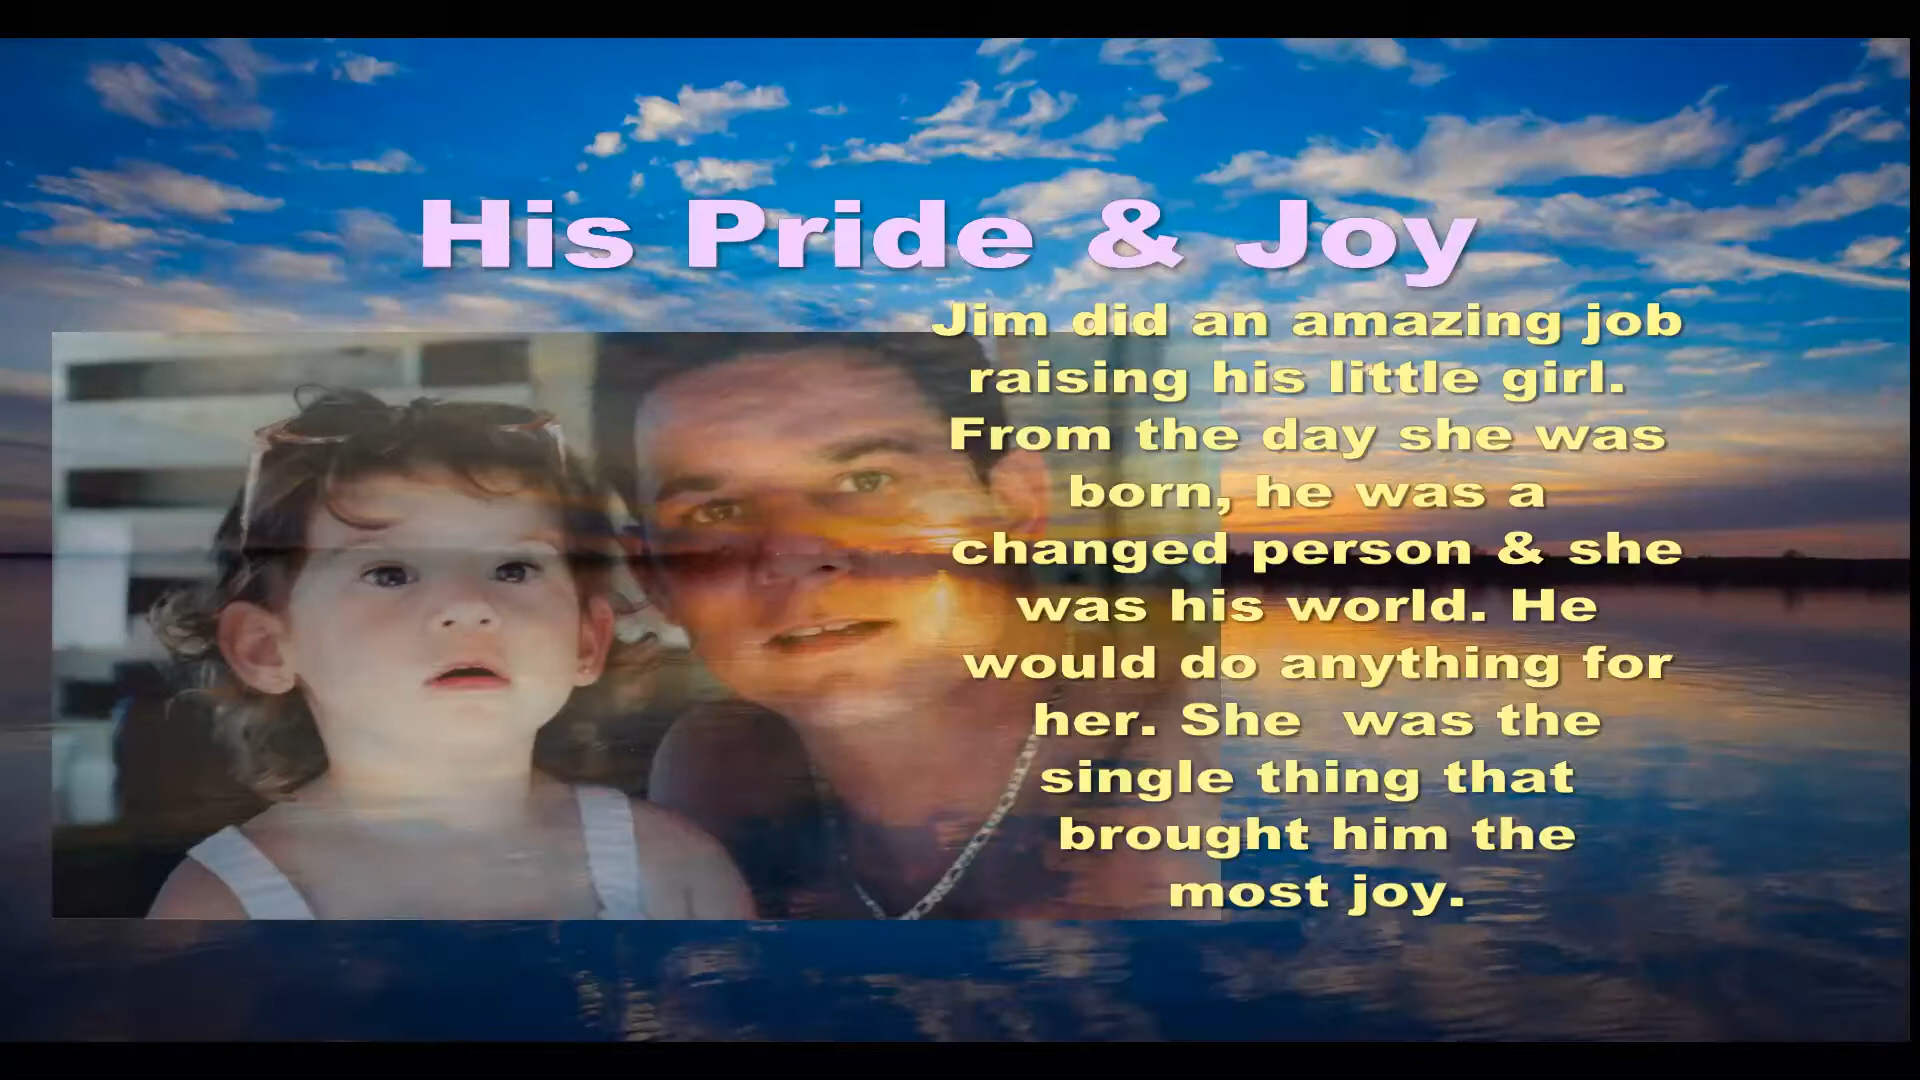 His Pride & Joy
Jim did an amazing job
raising his little girl.
From the day she was
born, he was a
changed person & she
was his world. He
would do anything for
her. She  was the
single thing that
brought him the
most joy.